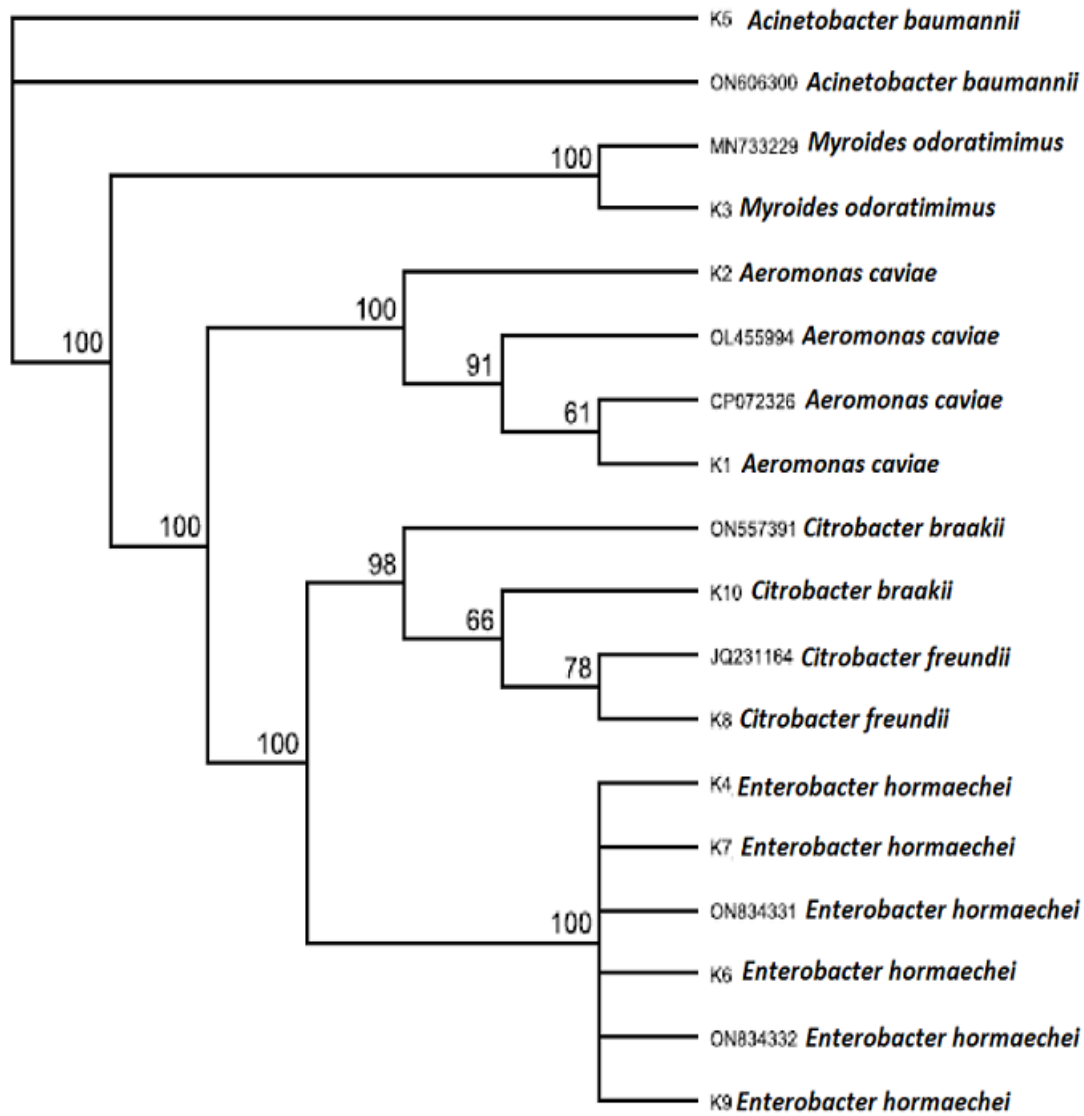 K5 Acinetobacter baumannii
ON606300 Acinetobacter baumannii
100 MN733229 Myroides odoratimimus
K3 Myroides odoratimimus
K2 Aeromonas caviae
100
OL455994 Aeromonas caviae
100
91
CP072326 Aeromonas caviae
61
K1 Aeromonas caviae
100
ON557391 Citrobacter braakii
98
K10 Citrobacter braakii
66
JQ231164 Citrobacter freundii
78
K8 Citrobacter freundii
100
K4 Enterobacter hormaechei
K7 Enterobacter hormaechei
ON834331 Enterobacter hormaechei
100
K6 Enterobacter hormaechei
ON834332 Enterobacter hormaechei
K9 Enterobacter hormaechei